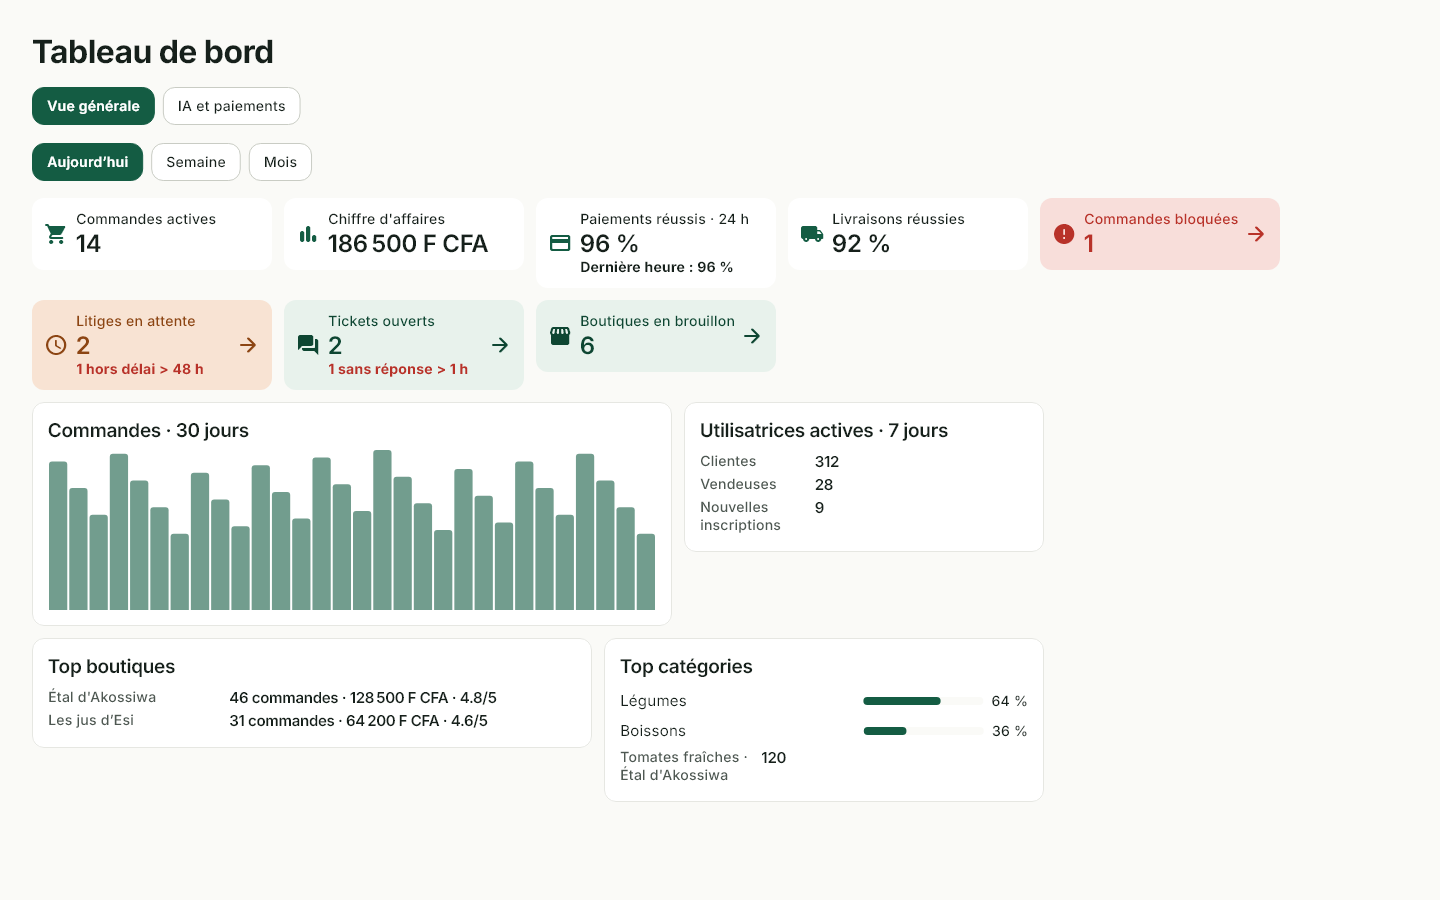 Tableau de bord
Vue générale
IA et paiements
Aujourd’hui
Semaine
Mois
Commandes actives
14
Chiffre d'affaires
186 500 F CFA
Paiements réussis · 24 h
96 %
Dernière heure : 96 %
Livraisons réussies
92 %
Commandes bloquées
1
Litiges en attente
2
1 hors délai > 48 h
Tickets ouverts
2
1 sans réponse > 1 h
Boutiques en brouillon
6
Commandes · 30 jours
Utilisatrices actives · 7 jours
Clientes 312
Vendeuses 28
Nouvelles 9
inscriptions
Top boutiques
Étal d'Akossiwa 46 commandes · 128 500 F CFA · 4.8/5
Les jus d’Esi 31 commandes · 64 200 F CFA · 4.6/5
Top catégories
Légumes 64 %
Boissons 36 %
Tomates fraîches · 120
Étal d'Akossiwa